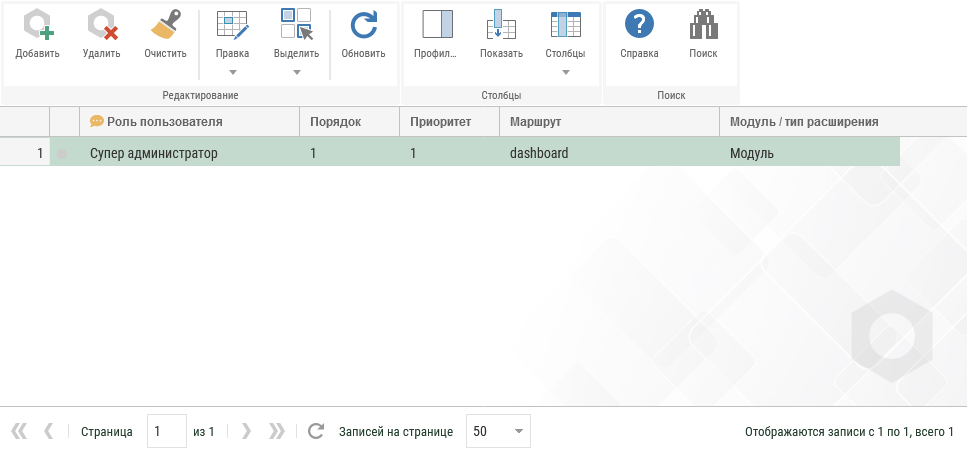 Добавить Удалить Очистить Правка Выделить Обновить Профил... Показать Столбцы Справка Поиск
Редактирование Столбцы Поиск
Роль пользователя Порядок Приоритет Маршрут Модуль / тип расширения
1 Супер администратор 1 1 dashboard Модуль
Страница 1 из 1 Записей на странице 50 Отображаются записи с 1 по 1, всего 1